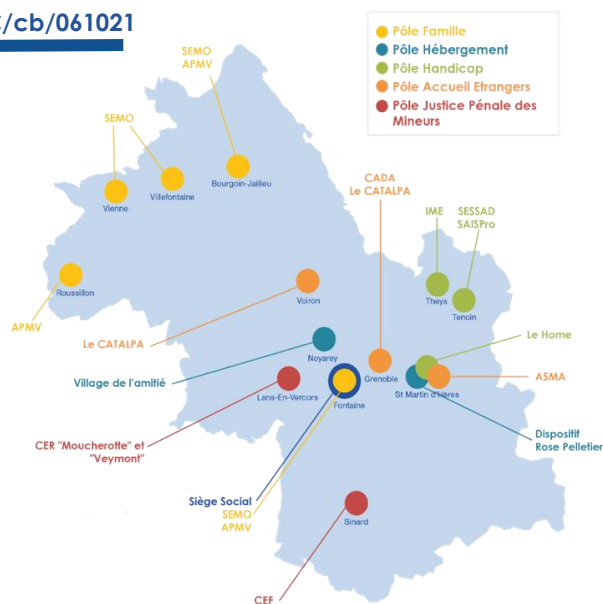 /cb/061021
Pôle Famille
Pôle Hébergement
Pôle Handicap
Pôle Accueil Etrangers
Pôle Justice Pénale des
Mineurs
SEMO
APMV
SEMO
Bourgoin-Jailleu
Villefontaine
Vienne
CADA
Le CATALPA
IME
SESSAD
SAISPro
Roussillon
Voiron
Theys
Tencin
APMV
Le CATALPA
Le Home
Noyarey
Grenoble
Village de l'amitié
ASMA
Lans-En-Vercors
St Martin d'Hères
Fontaine
CER "Moucherotte" et
"Veymont"
Dispositif
Rose Pelletier
Siège Social
SEMO
APMV
Sinard
CEF